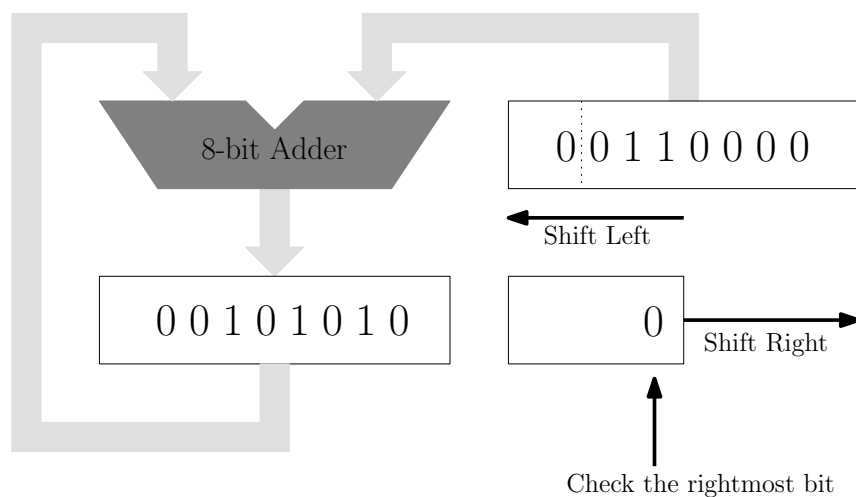 8-bit Adder
0 0 1 1 0 0 0 0
Shift Left
0 0 1 0 1 0 1 0
0
Shift Right
Check the rightmost bit